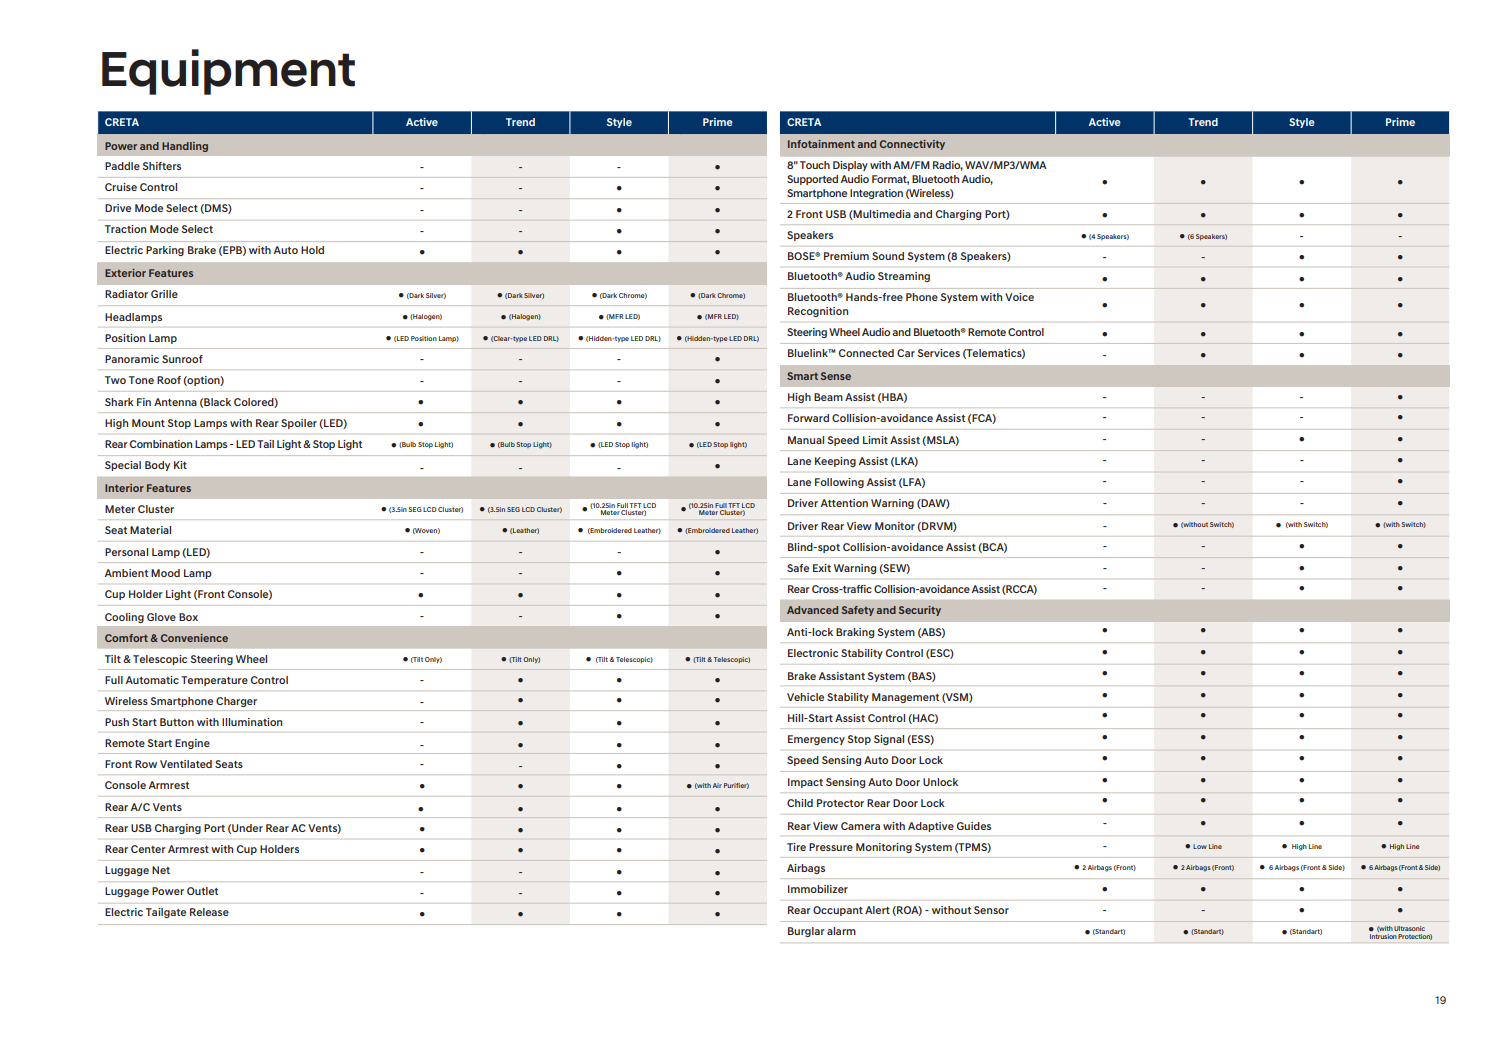 Equipment
CRETA Active Trend Style Prime
Power and Handling
Paddle Shifters - - - ●
Cruise Control - - ● ●
Drive Mode Select (DMS) - - ● ●
Traction Mode Select - - ● ●
Electric Parking Brake (EPB) with Auto Hold ● ● ● ●
Exterior Features
Radiator Grille ● (Dark Silver) ● (Dark Silver) ● (Dark Chrome) ● (Dark Chrome)
Headlamps ● (Halogen) ● (Halogen) ● (MFR LED) ● (MFR LED)
Position Lamp ● (LED Position Lamp) ● (Clear-type LED DRL) ● (Hidden-type LED DRL) ● (Hidden-type LED DRL)
Panoramic Sunroof - - - ●
Two Tone Roof (option) - - - ●
Shark Fin Antenna (Black Colored) ● ● ● ●
High Mount Stop Lamps with Rear Spoiler (LED) ● ● ● ●
Rear Combination Lamps - LED Tail Light & Stop Light ● (Bulb Stop Light) ● (Bulb Stop Light) ● (LED Stop light) ● (LED Stop light)
Special Body Kit - - - ●
Interior Features
Meter Cluster ● (3.5in SEG LCD Cluster) ● (3.5in SEG LCD Cluster) ● (10.25in Full TFT LCD Meter Cluster) ● (10.25in Full TFT LCD Meter Cluster)
Seat Material ● (Woven) ● (Leather) ● (Embroidered Leather) ● (Embroidered Leather)
Personal Lamp (LED) - - - ●
Ambient Mood Lamp - - ● ●
Cup Holder Light (Front Console) ● ● ● ●
Cooling Glove Box - - ● ●
Comfort & Convenience
Tilt & Telescopic Steering Wheel ● (Tilt Only) ● (Tilt Only) ● (Tilt & Telescopic) ● (Tilt & Telescopic)
Full Automatic Temperature Control - ● ● ●
Wireless Smartphone Charger - ● ● ●
Push Start Button with Illumination - ● ● ●
Remote Start Engine - ● ● ●
Front Row Ventilated Seats - - ● ●
Console Armrest ● ● ● ● (with Air Purifier)
Rear A/C Vents ● ● ● ●
Rear USB Charging Port (Under Rear AC Vents) ● ● ● ●
Rear Center Armrest with Cup Holders ● ● ● ●
Luggage Net - - ● ●
Luggage Power Outlet - - ● ●
Electric Tailgate Release ● ● ● ●
CRETA Active Trend Style Prime
Infotainment and Connectivity
8" Touch Display with AM/FM Radio, WAV/MP3/WMA
Supported Audio Format, Bluetooth Audio, ● ● ● ●
Smartphone Integration (Wireless)
2 Front USB (Multimedia and Charging Port) ● ● ● ●
Speakers ● (4 Speakers) ● (6 Speakers) - -
BOSE® Premium Sound System (8 Speakers) - - ● ●
Bluetooth® Audio Streaming ● ● ● ●
Bluetooth® Hands-free Phone System with Voice
Recognition ● ● ● ●
Steering Wheel Audio and Bluetooth® Remote Control ● ● ● ●
Bluelink™ Connected Car Services (Telematics) - ● ● ●
Smart Sense
High Beam Assist (HBA) - - - ●
Forward Collision-avoidance Assist (FCA) - - - ●
Manual Speed Limit Assist (MSLA) - - ● ●
Lane Keeping Assist (LKA) - - - ●
Lane Following Assist (LFA) - - - ●
Driver Attention Warning (DAW) - - - ●
Driver Rear View Monitor (DRVM) - ● (without Switch) ● (with Switch) ● (with Switch)
Blind-spot Collision-avoidance Assist (BCA) - - ● ●
Safe Exit Warning (SEW) - - ● ●
Rear Cross-traffic Collision-avoidance Assist (RCCA) - - ● ●
Advanced Safety and Security
Anti-lock Braking System (ABS) ● ● ● ●
Electronic Stability Control (ESC) ● ● ● ●
Brake Assistant System (BAS) ● ● ● ●
Vehicle Stability Management (VSM) ● ● ● ●
Hill-Start Assist Control (HAC) ● ● ● ●
Emergency Stop Signal (ESS) ● ● ● ●
Speed Sensing Auto Door Lock ● ● ● ●
Impact Sensing Auto Door Unlock ● ● ● ●
Child Protector Rear Door Lock ● ● ● ●
Rear View Camera with Adaptive Guides - ● ● ●
Tire Pressure Monitoring System (TPMS) - ● Low Line ● High Line ● High Line
Airbags ● 2 Airbags (Front) ● 2 Airbags (Front) ● 6 Airbags (Front & Side) ● 6 Airbags (Front & Side)
Immobilizer ● ● ● ●
Rear Occupant Alert (ROA) - without Sensor - - ● ●
Burglar alarm ● (Standart) ● (Standart) ● (Standart) ● (with Ultrasonic Intrusion Protection)
19